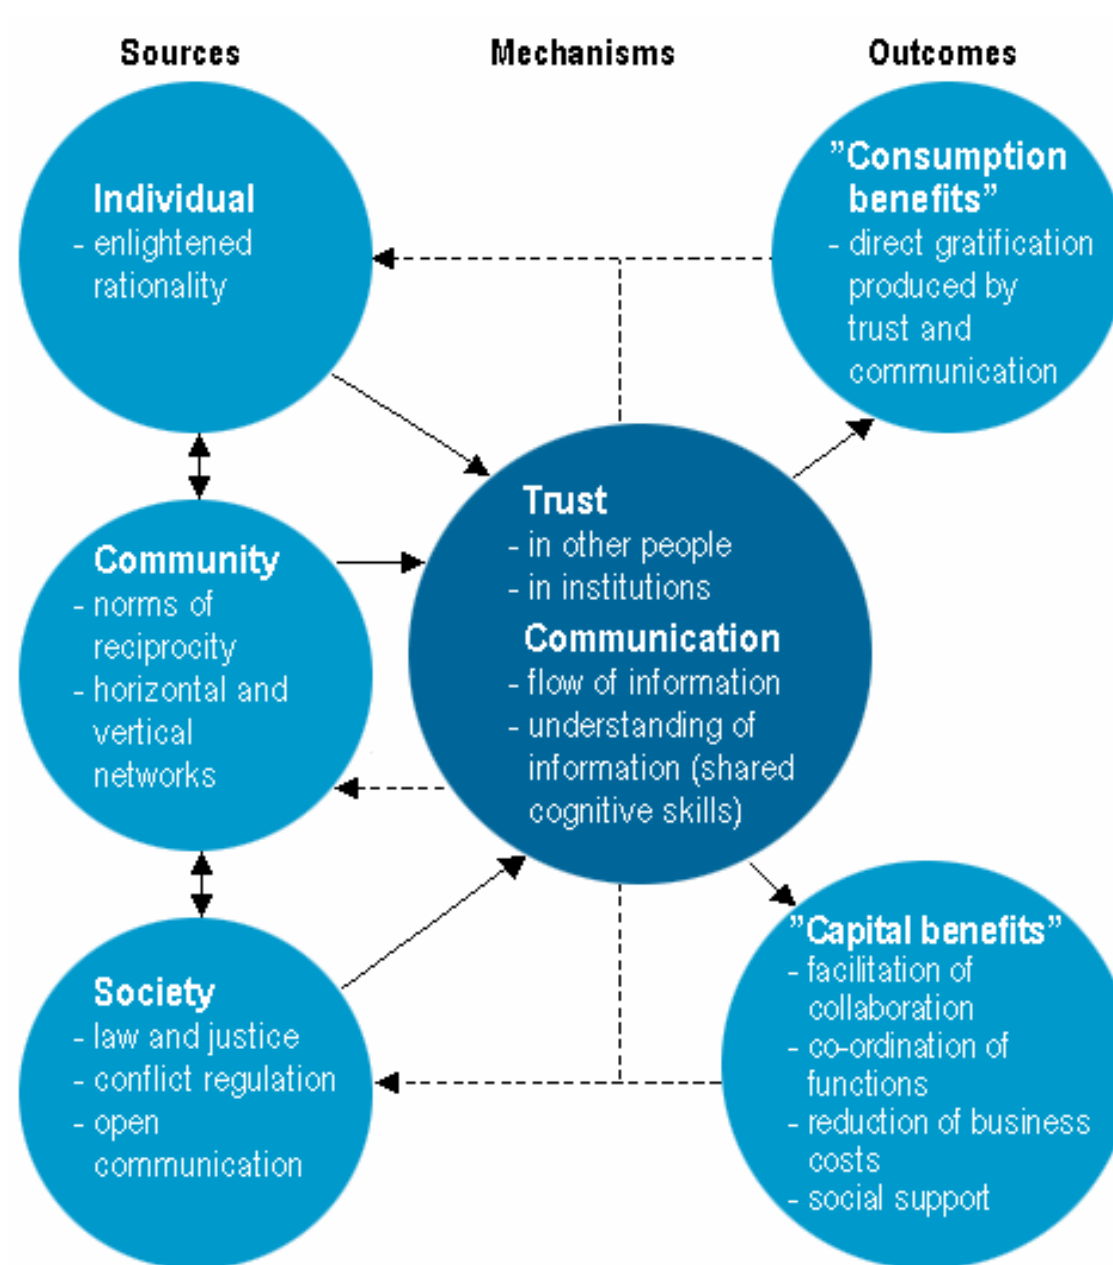 Sources
Mechanisms
Outcomes
Individual
- enlightened
rationality
Community
- norms of
reciprocity
- horizontal and
vertical
networks
Society
- law and justice
- conflict regulation
- open
communication
Trust
- in other people
- in institutions
Communication
- flow of information
- understanding of
information (shared
cognitive skills)
”Consumption
benefits”
- direct gratification
produced by
trust and
communication
”Capital benefits”
- facilitation of
collaboration
- co-ordination of
functions
- reduction of business
costs
- social support